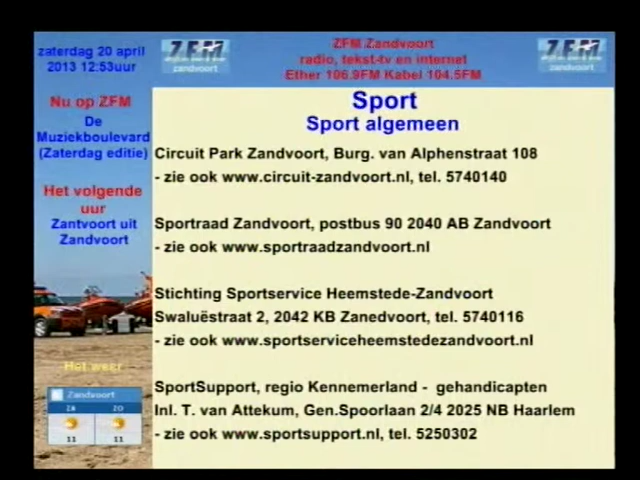 zaterdag 20 april
2013 12:53uur
ZFM
zandvoort
ZFM Zandvoort
radio, tekst-tv en internet
Ether 106.9FM Kabel 104.5FM
ZFM
zandvoort
Nu op ZFM
De
Muziekboulevard
(Zaterdag editie)
Het volgende
uur
Zantvoort uit
Zandvoort
Het weer
Zandvoort
ZA ZO
11 11
Sport
Sport algemeen
Circuit Park Zandvoort, Burg. van Alphenstraat 108
- zie ook www.circuit-zandvoort.nl, tel. 5740140
Sportraad Zandvoort, postbus 90 2040 AB Zandvoort
- zie ook www.sportraadzandvoort.nl
Stichting Sportservice Heemstede-Zandvoort
Swaluëstraat 2, 2042 KB Zanedvoort, tel. 5740116
- zie ook www.sportserviceheemstedezandvoort.nl
SportSupport, regio Kennemerland - gehandicapten
Inl. T. van Attekum, Gen.Spoorlaan 2/4 2025 NB Haarlem
- zie ook www.sportsupport.nl, tel. 5250302